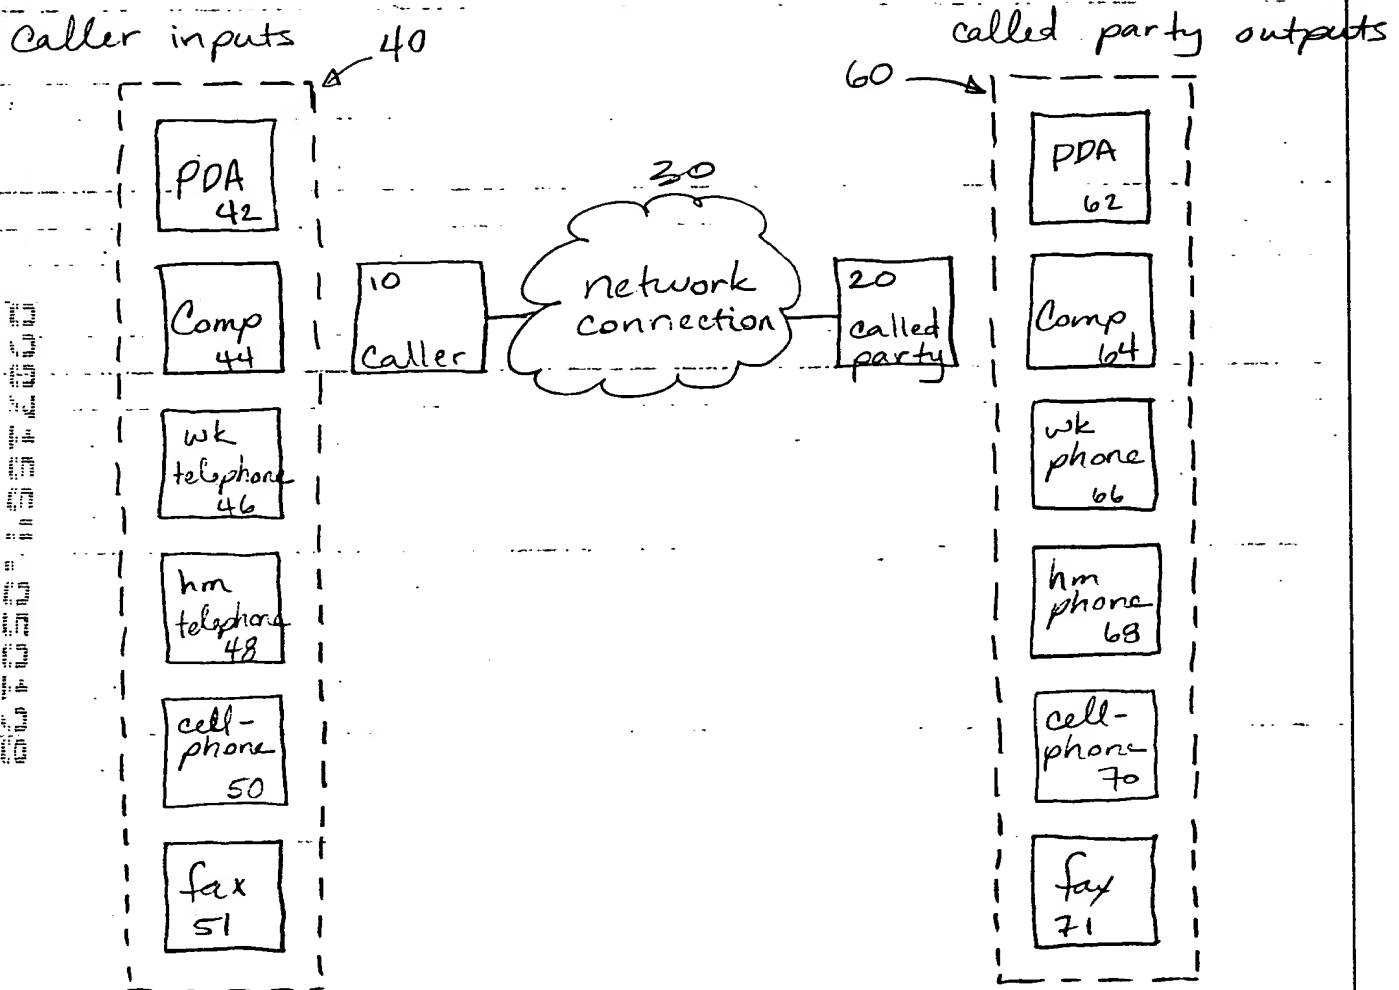 Caller inputs
40
called party outputs
60
PDA
42
Comp
44
wk
telephone
46
hm
telephone
48
cell-
phone
50
fax
51
10
Caller
30
network
connection
20
called
party
PDA
62
Comp
64
wk
phone
66
hm
phone
68
cell-
phone
70
fax
71